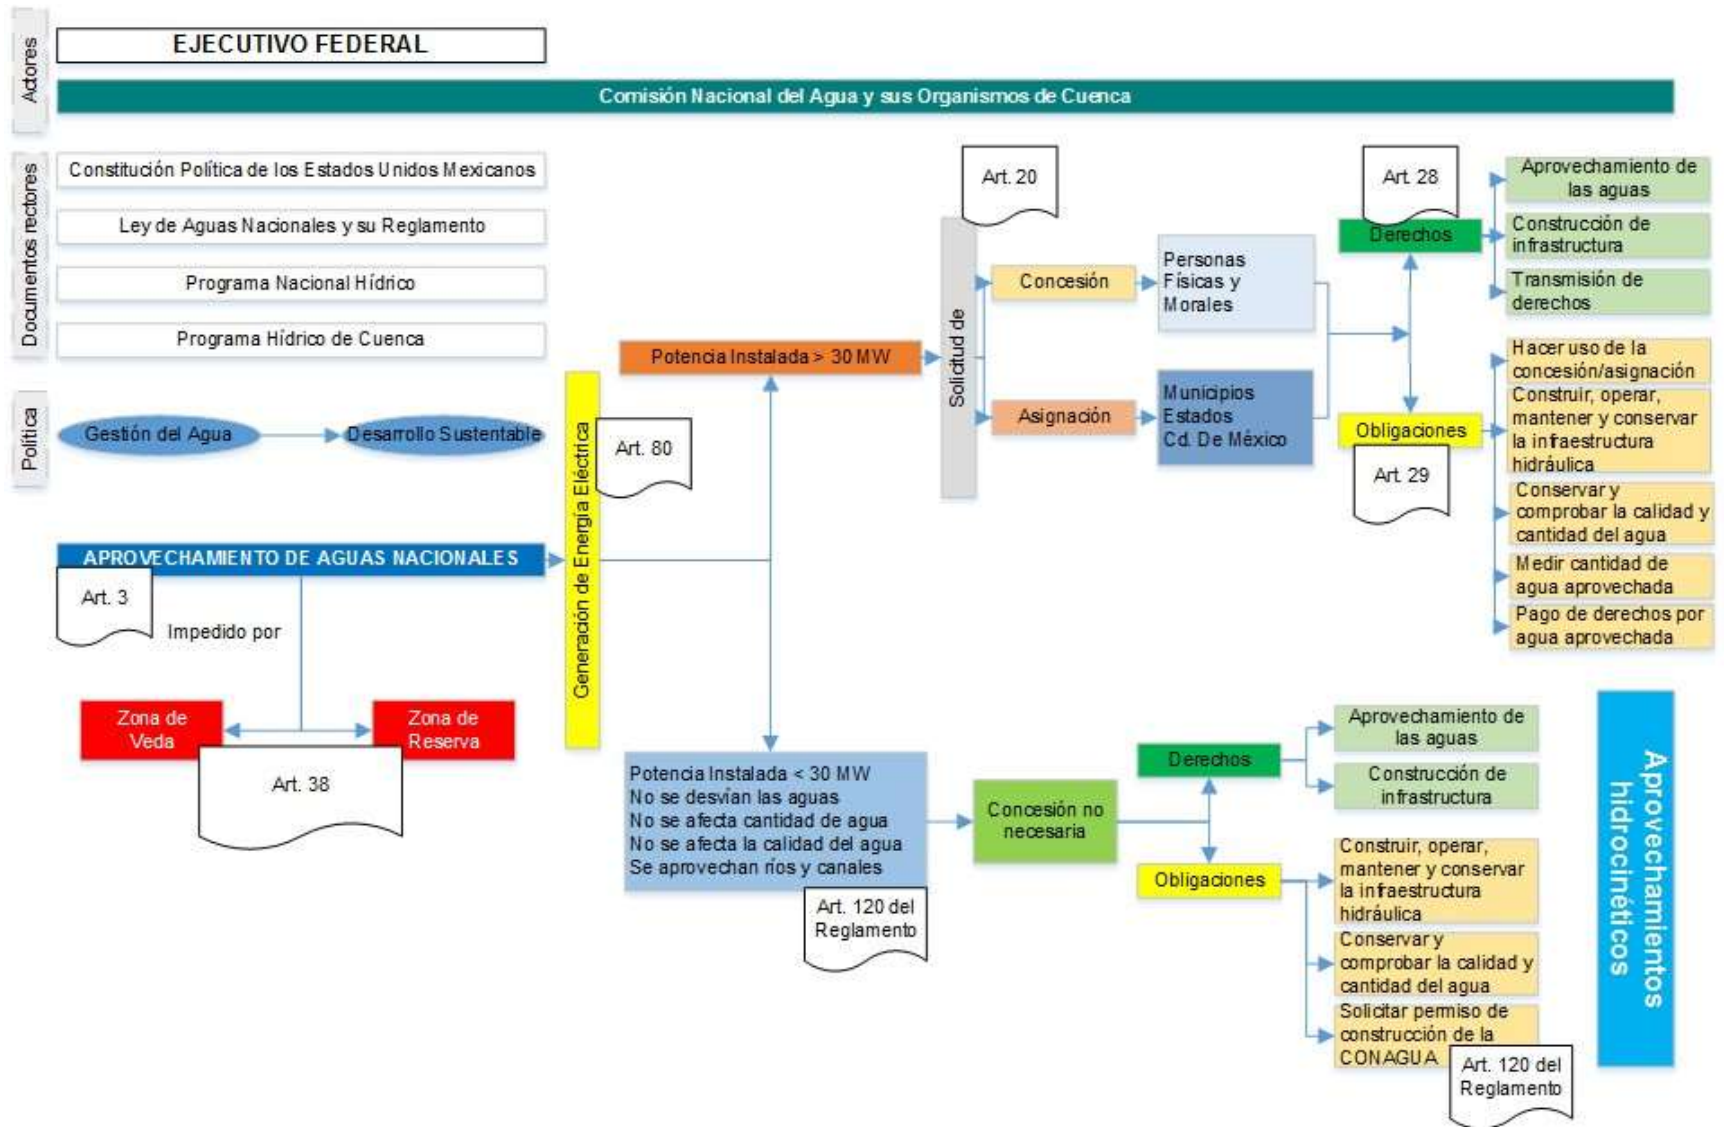 Actores
EJECUTIVO FEDERAL
Comisión Nacional del Agua y sus Organismos de Cuenca
Documentos rectores
Constitución Política de los Estados Unidos Mexicanos
Ley de Aguas Nacionales y su Reglamento
Programa Nacional Hídrico
Programa Hídrico de Cuenca
Política
Gestión del Agua
Desarrollo Sustentable
APROVECHAMIENTO DE AGUAS NACIONALES
Art. 3
Impedido por
Zona de
Veda
Zona de
Reserva
Art. 38
Generación de Energía Eléctrica
Art. 80
Potencia Instalada > 30 MW
Solicitud de
Art. 20
Concesión
Asignación
Personas
Físicas y
Morales
Municipios
Estados
Cd. De México
Art. 28
Derechos
Aprovechamiento de
las aguas
Construcción de
infrastructura
Transmisión de
derechos
Obligaciones
Art. 29
Hacer uso de la
concesión/asignación
Construir, operar,
mantener y conservar
la infraestructura
hidráulica
Conservar y
comprobar la calidad y
cantidad del agua
Medir cantidad de
agua aprovechada
Pago de derechos por
agua aprovechada
Potencia Instalada < 30 MW
No se desvían las aguas
No se afecta cantidad de agua
No se afecta la calidad del agua
Se aprovechan ríos y canales
Art. 120 del
Reglamento
Concesión no
necesaria
Derechos
Aprovechamiento de
las aguas
Construcción de
infrastructura
Obligaciones
Construir, operar,
mantener y conservar
la infraestructura
hidráulica
Conservar y
comprobar la calidad y
cantidad del agua
Solicitar permiso de
construcción de la
CONAGUA
Art. 120 del
Reglamento
Aprovechamientos
hidrocinéticos